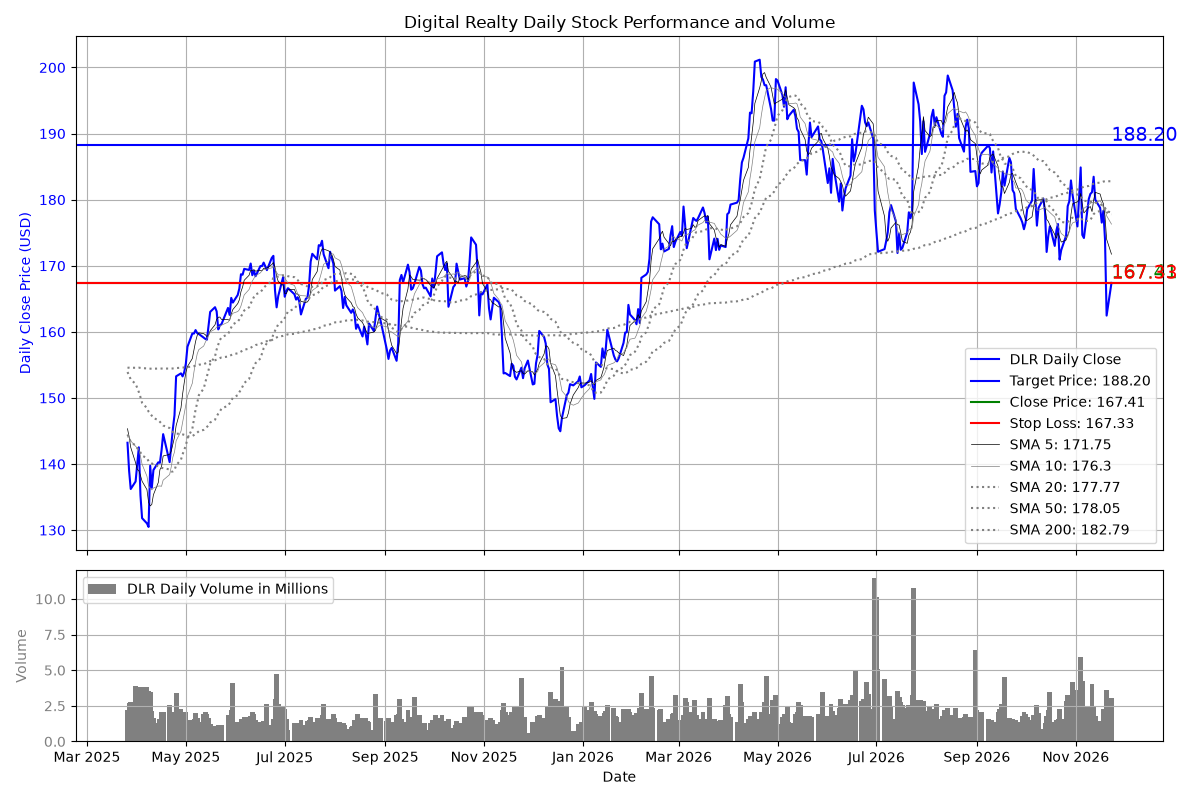 Digital Realty Daily Stock Performance and Volume
Daily Close Price (USD)
200
190
180
170
160
150
140
130
188.20
167.41
167.33
DLR Daily Close
Target Price: 188.20
Close Price: 167.41
Stop Loss: 167.33
SMA 5: 171.75
SMA 10: 176.3
SMA 20: 177.77
SMA 50: 178.05
SMA 200: 182.79
DLR Daily Volume in Millions
Volume
10.0
7.5
5.0
2.5
0.0
Mar 2025 May 2025 Jul 2025 Sep 2025 Nov 2025 Jan 2026 Mar 2026 May 2026 Jul 2026 Sep 2026 Nov 2026
Date